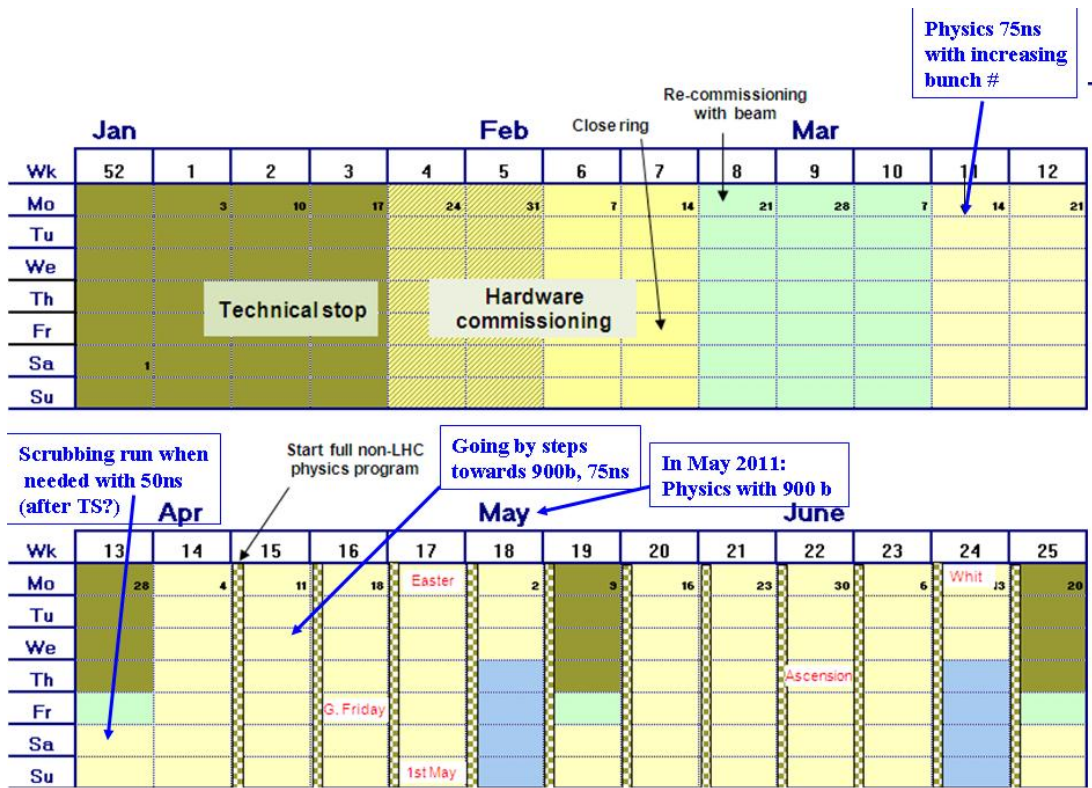 Physics 75ns
with increasing
bunch #
Re-commissioning
with beam
Close ring
Jan Feb Mar
Wk 52 1 2 3 4 5 6 7 8 9 10 11 12
Mo 3 10 17 24 31 7 14 21 28 7 14 21
Tu
We
Th
Fr
Sa 1
Su
Technical stop
Hardware
commissioning
Scrubbing run when
needed with 50ns
(after TS?)
Start full non-LHC
physics program
Going by steps
towards 900b, 75ns
In May 2011:
Physics with 900 b
Apr May June
Wk 13 14 15 16 17 18 19 20 21 22 23 24 25
Mo 28 4 11 18 Easter 2 9 16 23 30 6 Whit 13 20
Tu
We
Th Ascension
Fr G. Friday
Sa
Su 1st May